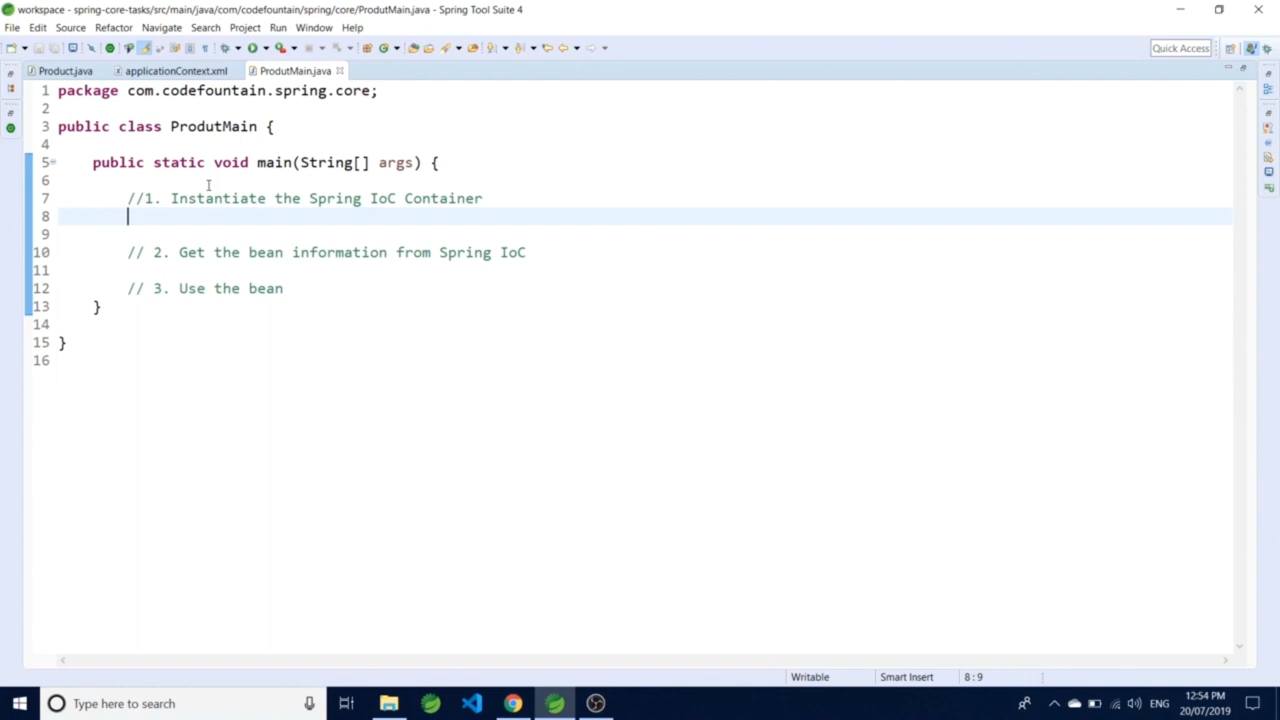 workspace - spring-core-tasks/src/main/java/com/codefountain/spring/core/ProdutMain.java - Spring Tool Suite 4
File Edit Source Refactor Navigate Search Project Run Window Help
Quick Access
Product.java applicationContext.xml ProdutMain.java
1 package com.codefountain.spring.core;
2
3 public class ProdutMain {
4
5 public static void main(String[] args) {
6
7 //1. Instantiate the Spring IoC Container
8
9
10 // 2. Get the bean information from Spring IoC
11
12 // 3. Use the bean
13 }
14
15 }
16
Writable Smart Insert 8:9
Type here to search
ENG
12:54 PM
20/07/2019